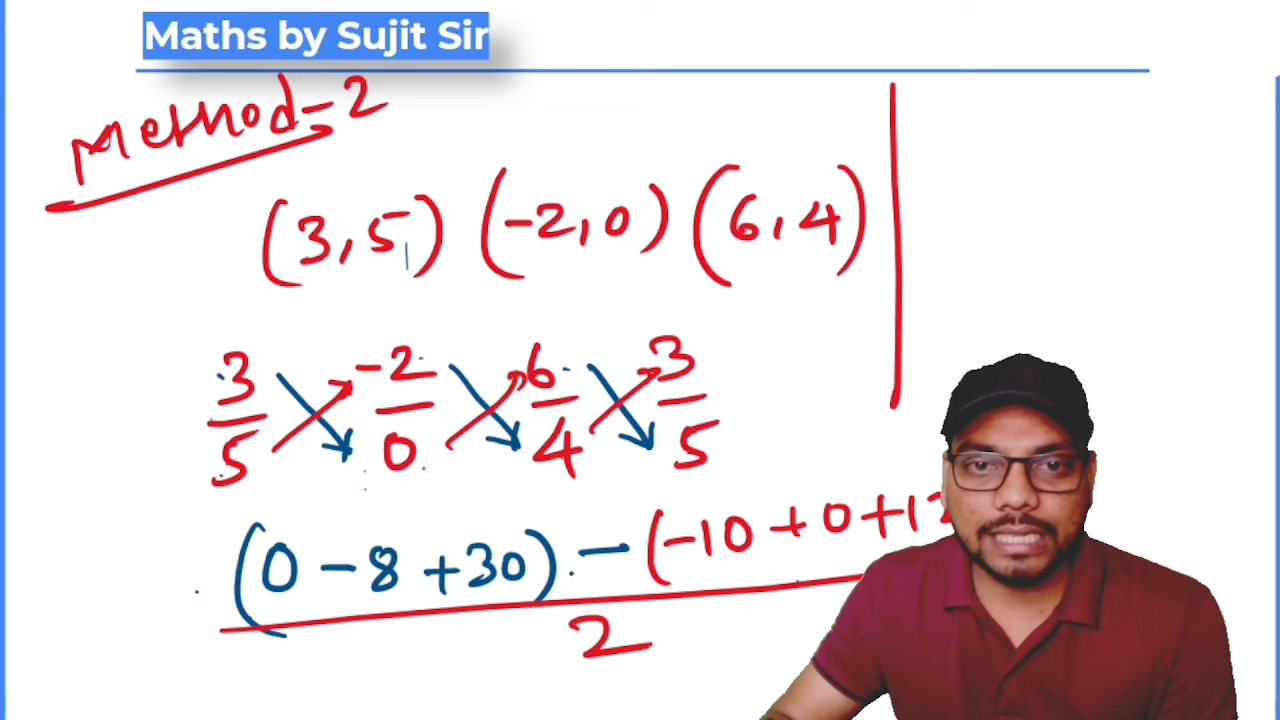 Maths by Sujit Sir
Method-2
(3,5) (-2,0) (6,4)
3 -2 6 3
5 0 4 5
(0-8+30)-(-10+0+12
2